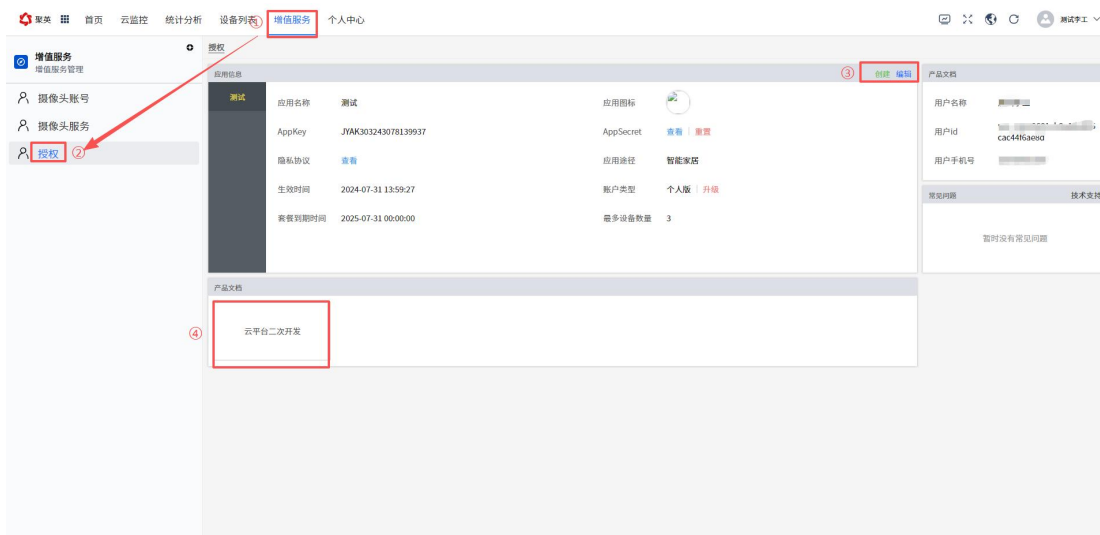 聚英 首页 云监控 统计分析 设备列表 ① 增值服务 个人中心 测试李工
增值服务
增值服务管理
摄像头账号
摄像头服务
授权 ②
授权
应用信息 ③ 创建 编辑
测试
应用名称 测试 应用图标
AppKey JYAK303243078139937 AppSecret 查看 重置
隐私协议 查看 应用途径 智能家居
生效时间 2024-07-31 13:59:27 账户类型 个人版 升级
套餐到期时间 2025-07-31 00:00:00 最多设备数量 3
产品文档
④ 云平台二次开发
产品文档
用户名称
用户id
cac44f6ae8d
用户手机号
常见问题 技术支持
暂时没有常见问题